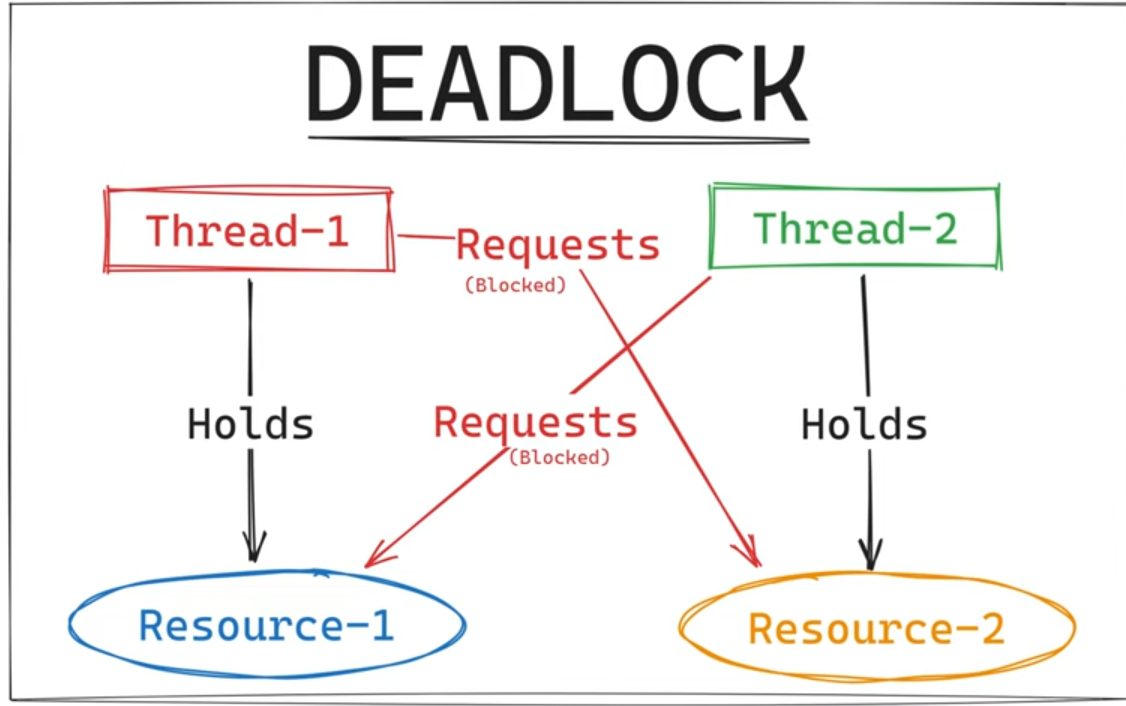 DEADLOCK
Thread-1
Requests
(Blocked)
Thread-2
Holds
Requests
(Blocked)
Holds
Resource-1
Resource-2